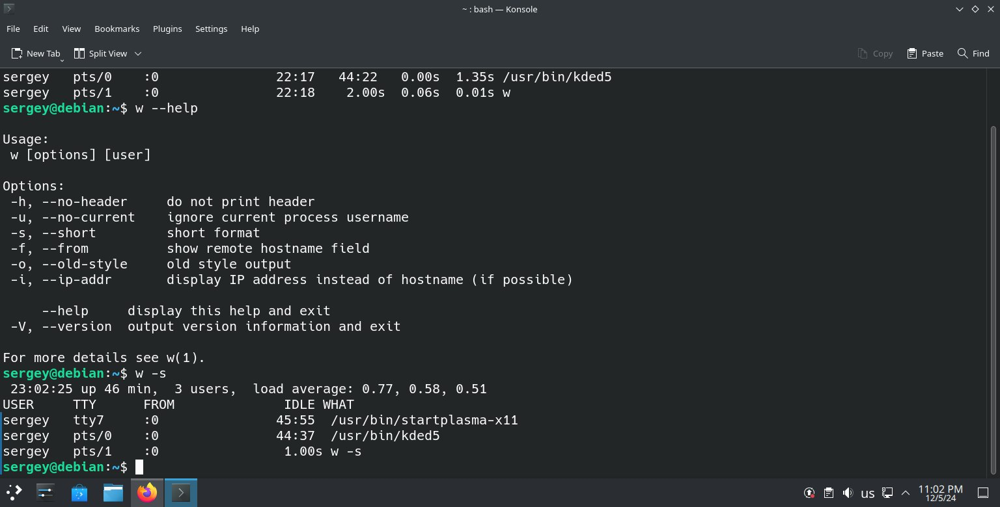 ~ : bash — Konsole
File Edit View Bookmarks Plugins Settings Help
New Tab Split View Copy Paste Find
sergey   pts/0    :0               22:17   44:22   0.00s  1.35s /usr/bin/kded5
sergey   pts/1    :0               22:18    2.00s  0.06s  0.01s w
sergey@debian:~$ w --help

Usage:
 w [options] [user]

Options:
 -h, --no-header     do not print header
 -u, --no-current    ignore current process username
 -s, --short         short format
 -f, --from          show remote hostname field
 -o, --old-style     old style output
 -i, --ip-addr       display IP address instead of hostname (if possible)

     --help     display this help and exit
 -V, --version  output version information and exit

For more details see w(1).
sergey@debian:~$ w -s
 23:02:25 up 46 min,  3 users,  load average: 0.77, 0.58, 0.51
USER     TTY      FROM              IDLE WHAT
sergey   tty7     :0               45:55  /usr/bin/startplasma-x11
sergey   pts/0    :0               44:37  /usr/bin/kded5
sergey   pts/1    :0                1.00s w -s
sergey@debian:~$
us 11:02 PM
12/5/24